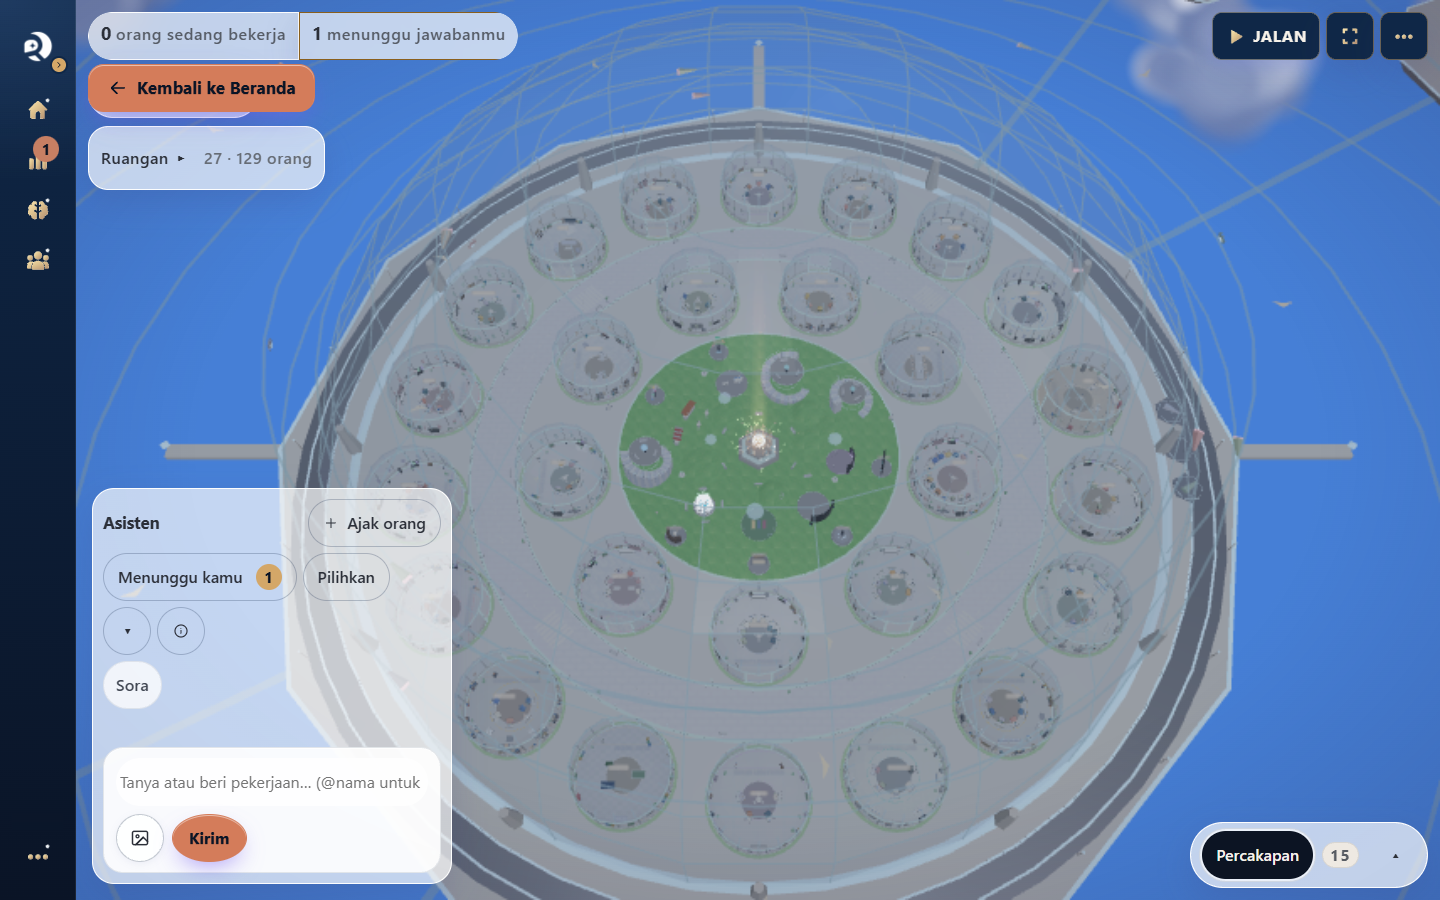 0 orang sedang bekerja
1 menunggu jawabanmu
JALAN
Kembali ke Beranda
1
Ruangan
27 · 129 orang
Asisten
Ajak orang
Menunggu kamu 1
Pilihkan
Sora
Tanya atau beri pekerjaan... (@nama untuk
Kirim
Percakapan 15